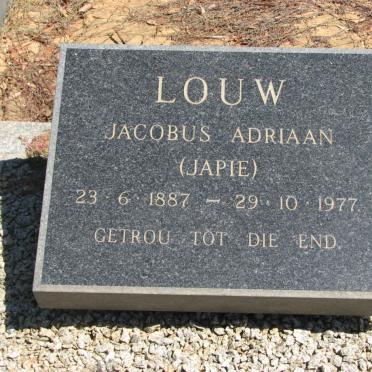 LOUW
JACOBUS ADRIAAN
(JAPIE)
23 · 6 · 1887 — 29 · 10 · 1977
GETROU TOT DIE END.